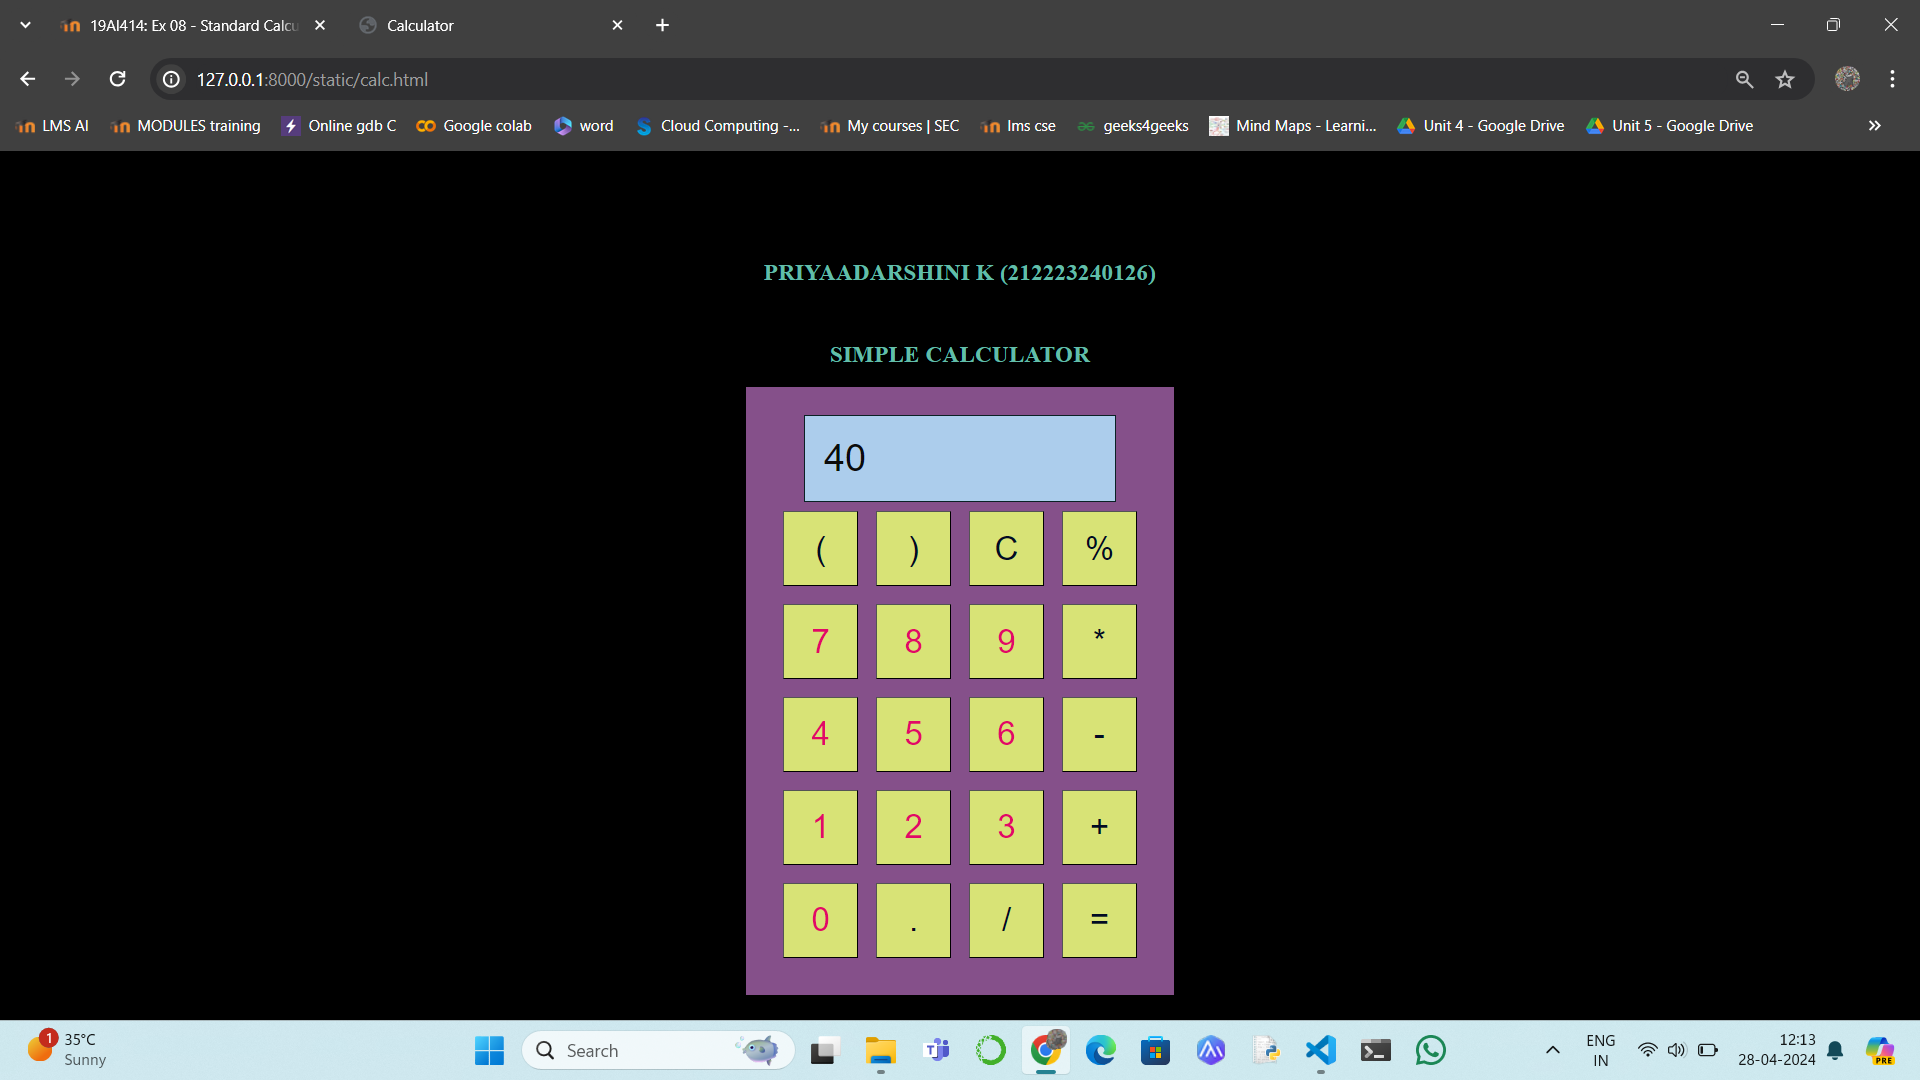 19AI414: Ex 08 - Standard Calcu
Calculator
127.0.0.1:8000/static/calc.html
LMS AI
MODULES training
Online gdb C
Google colab
word
Cloud Computing -...
My courses | SEC
lms cse
geeks4geeks
Mind Maps - Learni...
Unit 4 - Google Drive
Unit 5 - Google Drive
PRIYAADARSHINI K (212223240126)
SIMPLE CALCULATOR
40
( ) C %
7 8 9 *
4 5 6 -
1 2 3 +
0 . / =
1
35°C
Sunny
Search
ENG
IN
12:13
28-04-2024
PRE